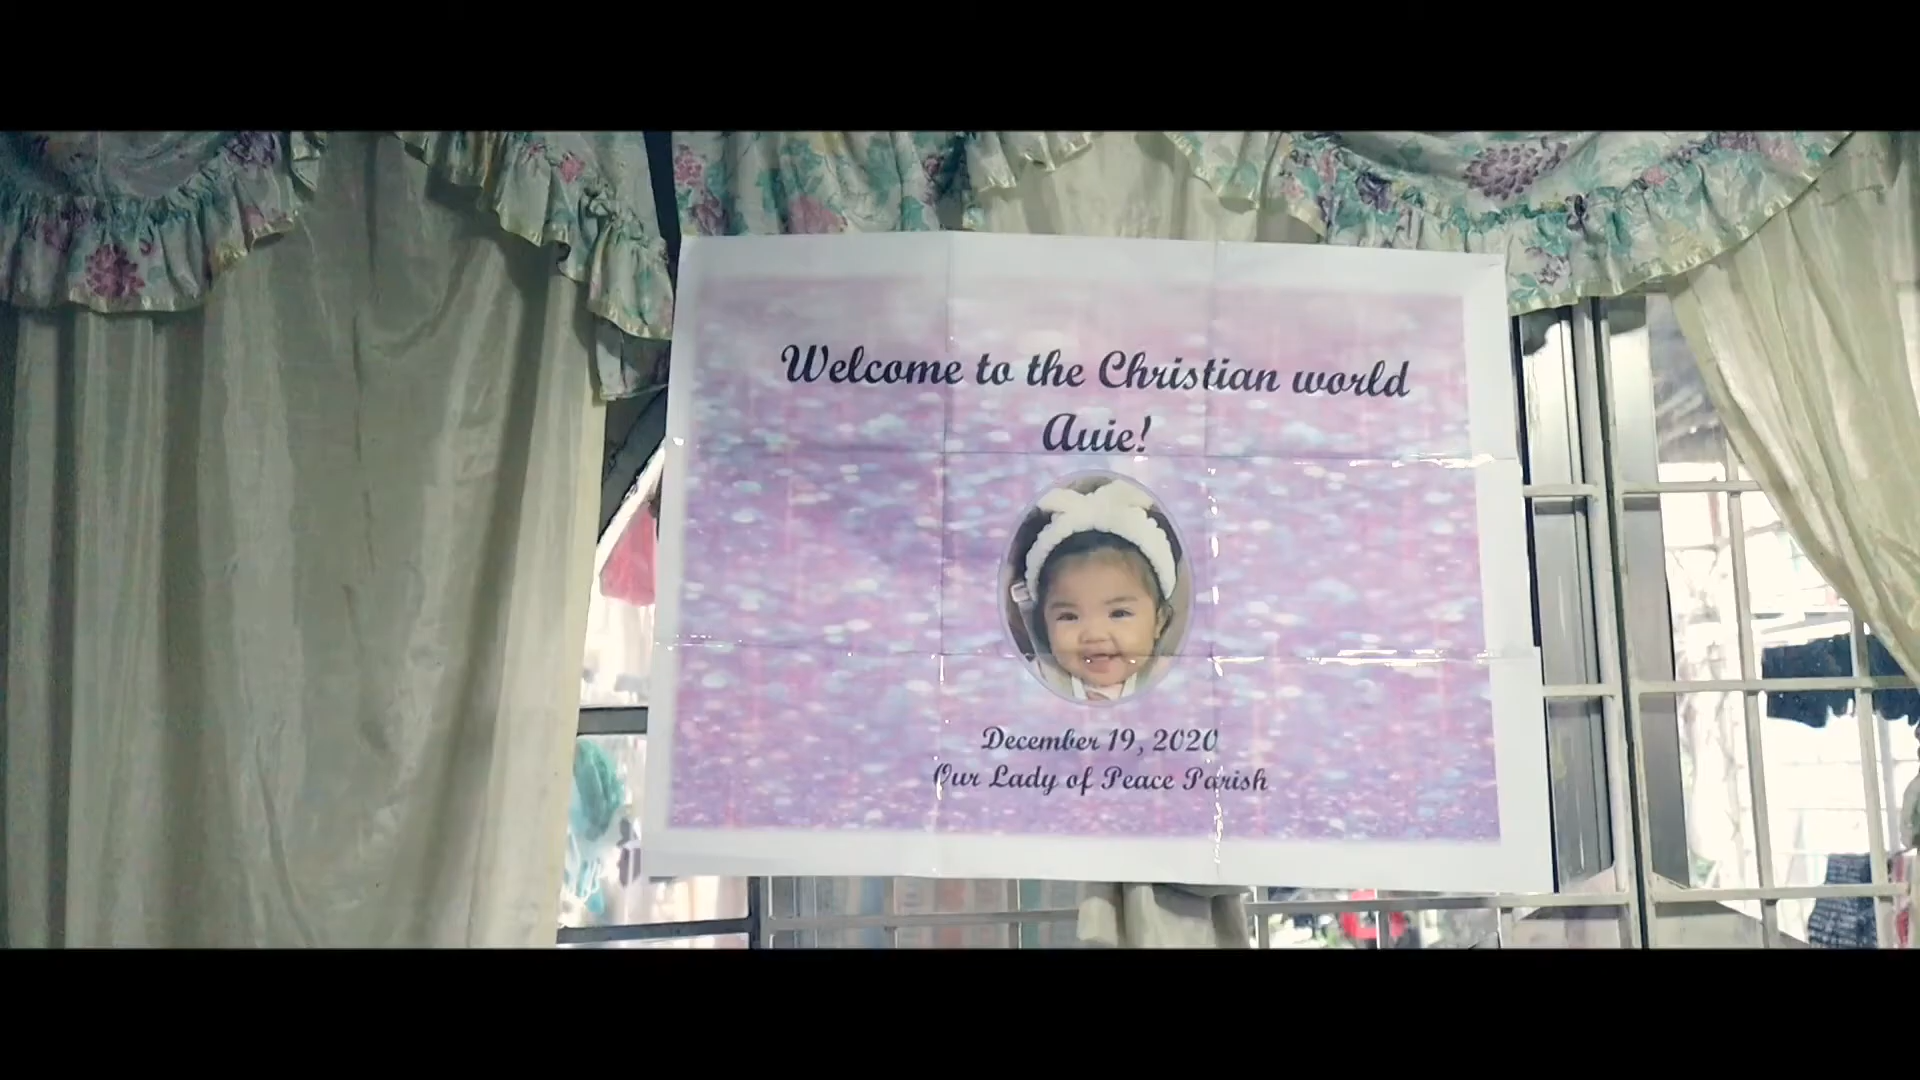 Welcome to the Christian world
Auie!
December 19, 2020
Our Lady of Peace Parish